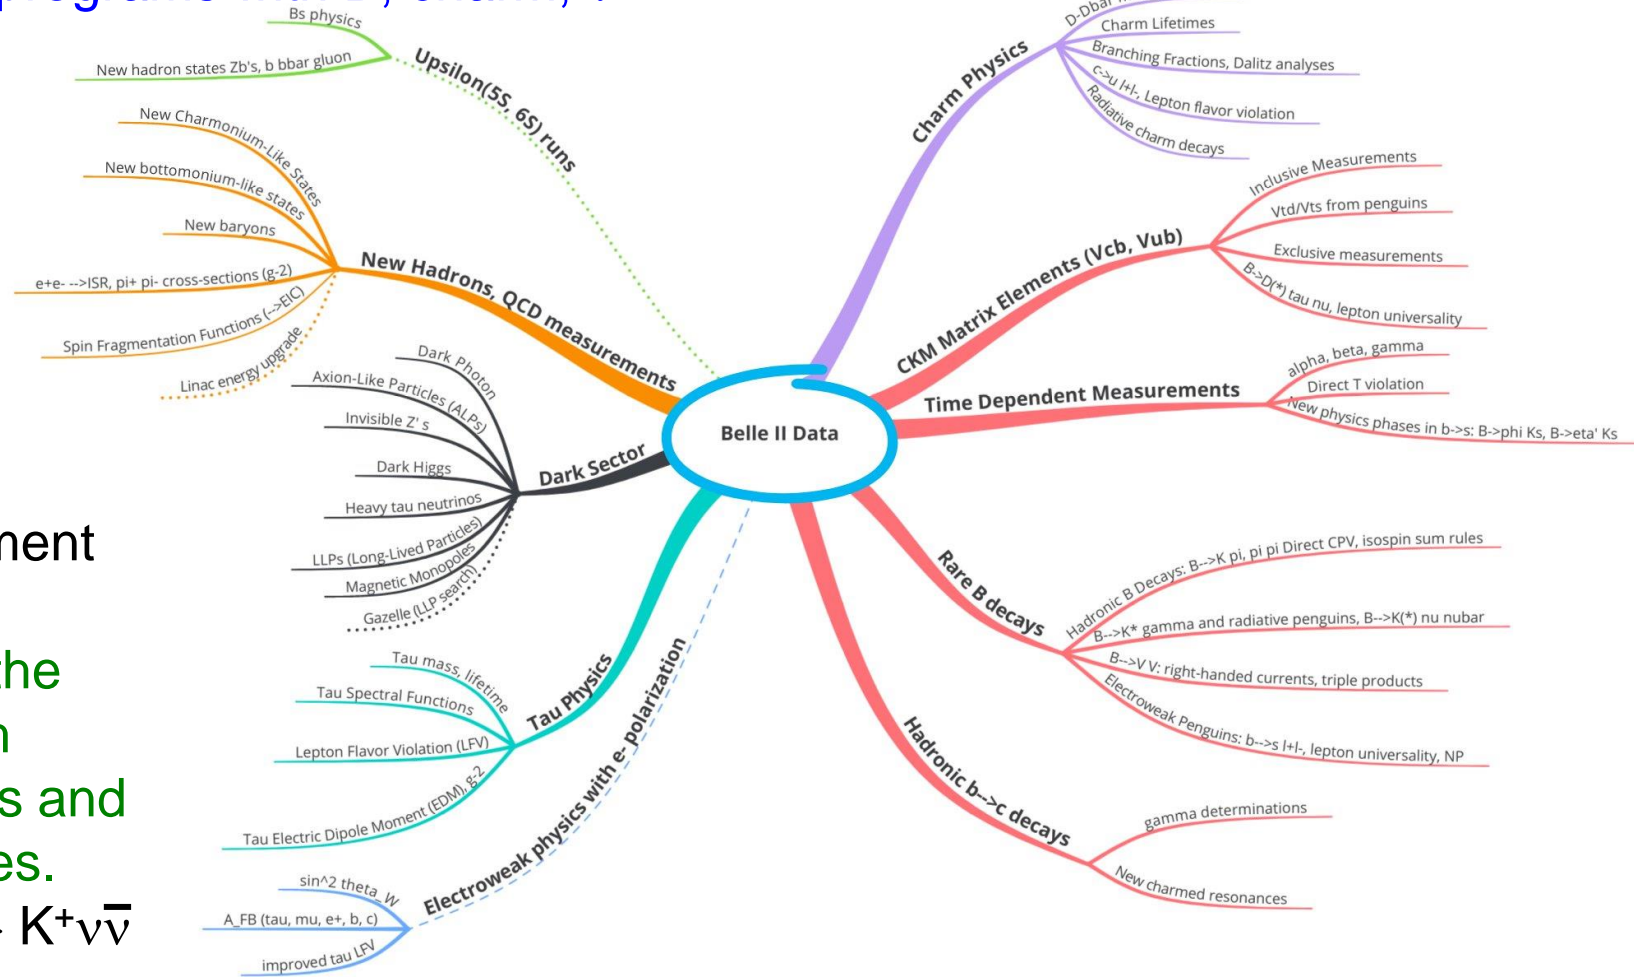 programs with
Bs physics
New hadron states Zb's, b bbar gluon
Upsilon(5S, 6S) runs
New Charmonium-Like States
New bottomonium-like states
New baryons
e+e- -->ISR, pi+ pi- cross-sections (g-2)
Spin Fragmentation Functions (-->EIC)
Linac energy upgrade
New Hadrons, QCD measurements
Dark Photon
Axion-Like Particles (ALPs)
Invisible Z' s
Dark Higgs
Heavy tau neutrinos
LLPs (Long-Lived Particles)
Magnetic Monopoles
Gazelle (LLP search)
Dark Sector
Tau mass, lifetime
Tau Spectral Functions
Lepton Flavor Violation (LFV)
Tau Electric Dipole Moment (EDM), g-2
Tau Physics
sin^2 theta_W
A_FB (tau, mu, e+, b, c)
improved tau LFV
Electroweak physics with e- polarization
Belle II Data
Charm Physics
D-Dbar
Charm Lifetimes
Branching Fractions, Dalitz analyses
c->u l+l-, Lepton flavor violation
Radiative charm decays
CKM Matrix Elements (Vcb, Vub)
Inclusive Measurements
Vtd/Vts from penguins
Exclusive measurements
B->D(*) tau nu, lepton universality
Time Dependent Measurements
alpha, beta, gamma
Direct T violation
New physics phases in b->s: B->phi Ks, B->eta' Ks
Rare B decays
Hadronic B Decays: B-->K pi, pi pi Direct CPV, isospin sum rules
B-->K* gamma and radiative penguins, B-->K(*) nu nubar
B-->V V: right-handed currents, triple products
Electroweak Penguins: b-->s l+l-, lepton universality, NP
Hadronic b-->c decays
gamma determinations
New charmed resonances
ment
the
n
s and
es.
K⁺νν̅